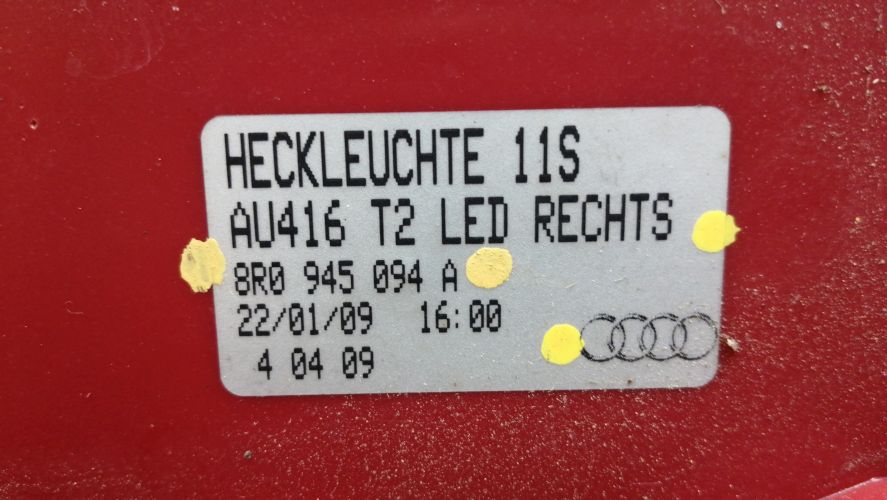 HECKLEUCHTE 11S
AU416 T2 LED RECHTS
8R0 945 094 A
22/01/09 16:00
4 04 09